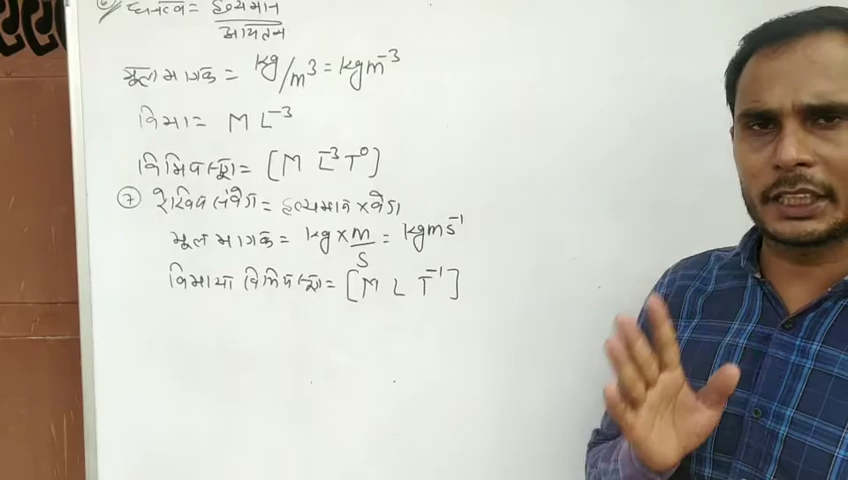 ⑥ घनत्व = द्रव्यमान / आयतन
मूल मात्रक = kg/m³ = kgm⁻³
विमा = M L⁻³
विमिय सूत्र = [M L⁻³ T⁰]
⑦ रेखिय संवेग = द्रव्यमान × वेग
मूल मात्रक = kg × m/s = kgms⁻¹
विमा या विमिय सूत्र = [M L T⁻¹]